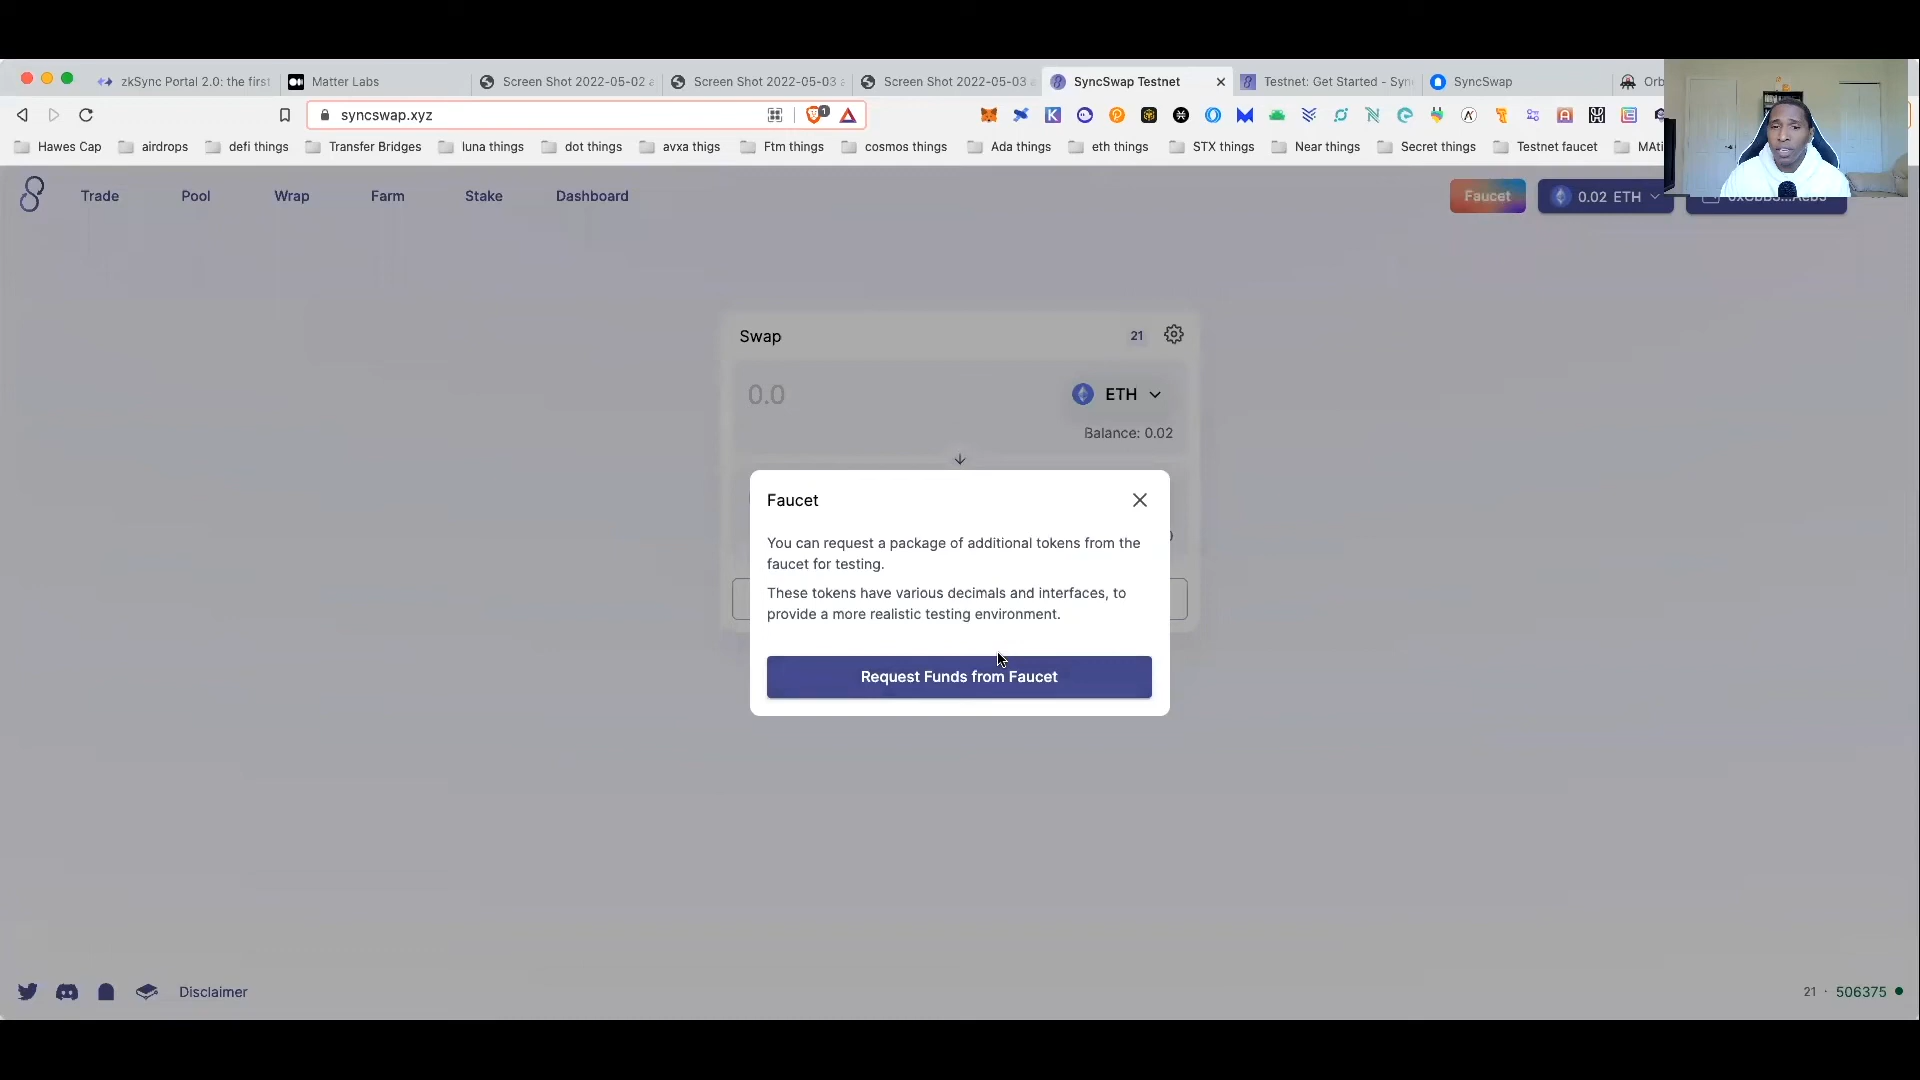 zkSync Portal 2.0: the first
Matter Labs
Screen Shot 2022-05-02 a
Screen Shot 2022-05-03
Screen Shot 2022-05-03
SyncSwap Testnet
Testnet: Get Started - Syn
SyncSwap
Orb
syncswap.xyz
1
Hawes Cap
airdrops
defi things
Transfer Bridges
luna things
dot things
avxa thigs
Ftm things
cosmos things
Ada things
eth things
STX things
Near things
Secret things
Testnet faucet
MAti
Trade
Pool
Wrap
Farm
Stake
Dashboard
Faucet
0.02 ETH
Swap
21
0.0
ETH
Balance: 0.02
Faucet
You can request a package of additional tokens from the
faucet for testing.
These tokens have various decimals and interfaces, to
provide a more realistic testing environment.
Request Funds from Faucet
Disclaimer
21 · 506375